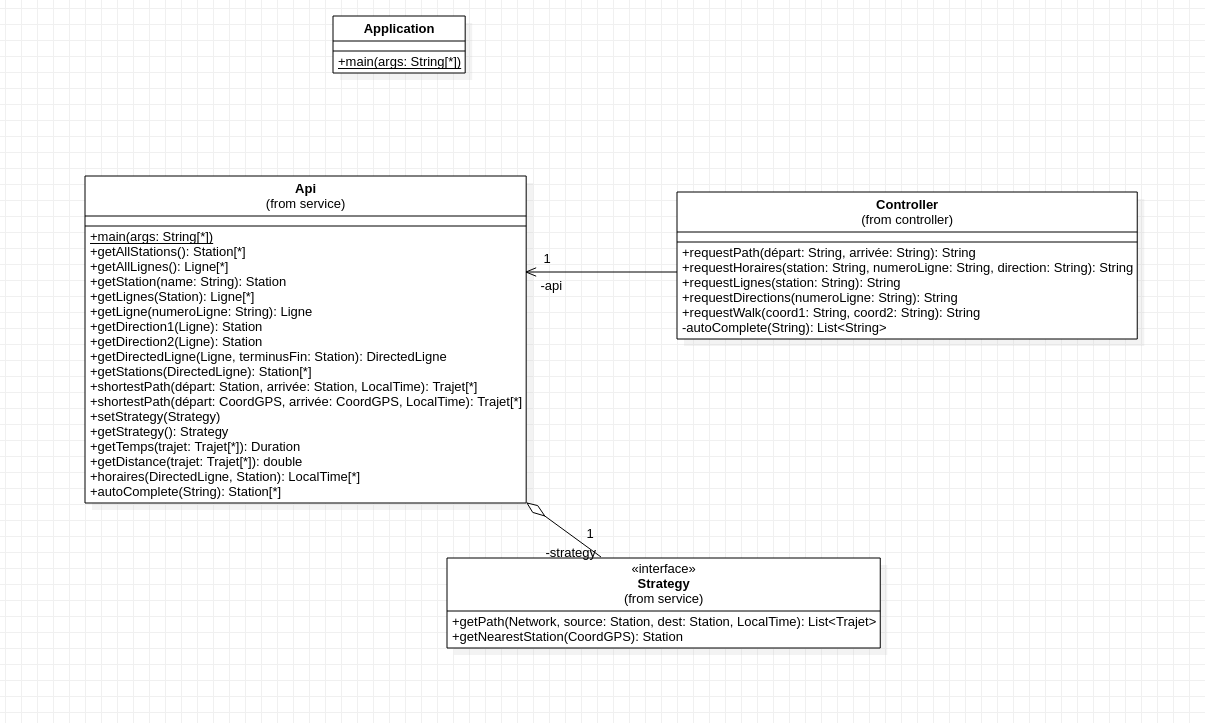 Application
+main(args: String[*])
Api
(from service)
+main(args: String[*])
+getAllStations(): Station[*]
+getAllLignes(): Ligne[*]
+getStation(name: String): Station
+getLignes(Station): Ligne[*]
+getLigne(numeroLigne: String): Ligne
+getDirection1(Ligne): Station
+getDirection2(Ligne): Station
+getDirectedLigne(Ligne, terminusFin: Station): DirectedLigne
+getStations(DirectedLigne): Station[*]
+shortestPath(départ: Station, arrivée: Station, LocalTime): Trajet[*]
+shortestPath(départ: CoordGPS, arrivée: CoordGPS, LocalTime): Trajet[*]
+setStrategy(Strategy)
+getStrategy(): Strategy
+getTemps(trajet: Trajet[*]): Duration
+getDistance(trajet: Trajet[*]): double
+horaires(DirectedLigne, Station): LocalTime[*]
+autoComplete(String): Station[*]
1
-api
Controller
(from controller)
+requestPath(départ: String, arrivée: String): String
+requestHoraires(station: String, numeroLigne: String, direction: String): String
+requestLignes(station: String): String
+requestDirections(numeroLigne: String): String
+requestWalk(coord1: String, coord2: String): String
-autoComplete(String): List<String>
1
-strategy
«interface»
Strategy
(from service)
+getPath(Network, source: Station, dest: Station, LocalTime): List<Trajet>
+getNearestStation(CoordGPS): Station